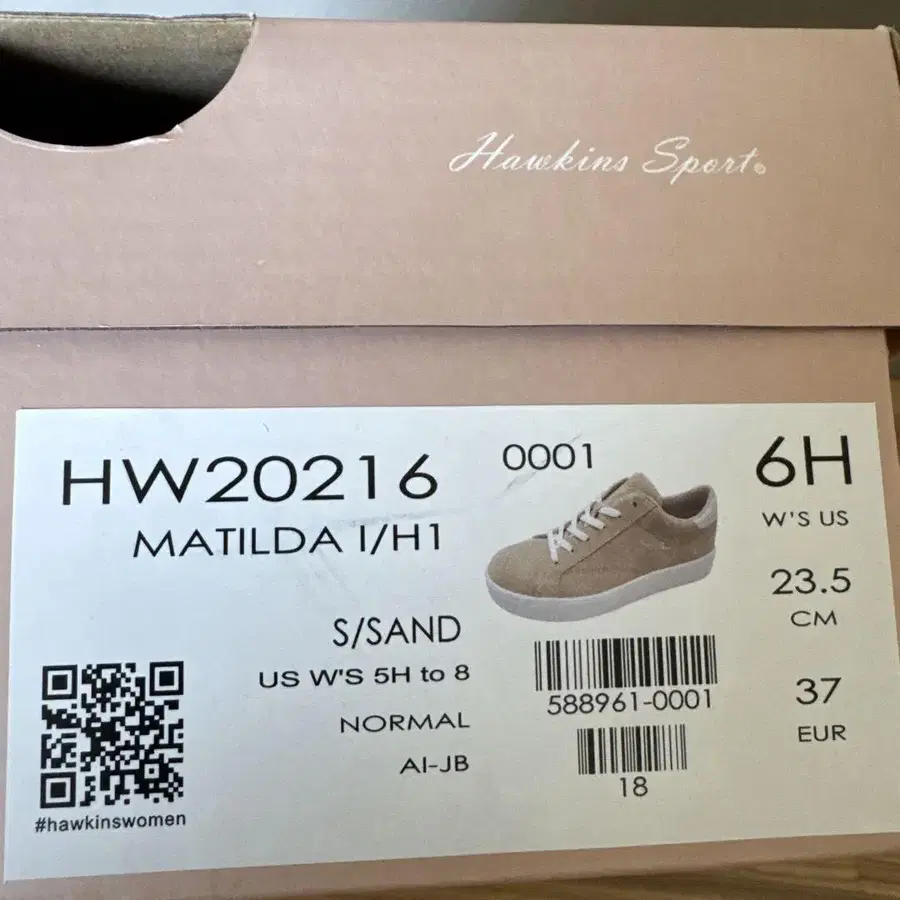 Hawkins Sport®
HW20216
MATILDA I/H1
0001
6H
W'S US
23.5
CM
37
EUR
S/SAND
US W'S 5H to 8
NORMAL
AI-JB
588961-0001
18
#hawkinswomen